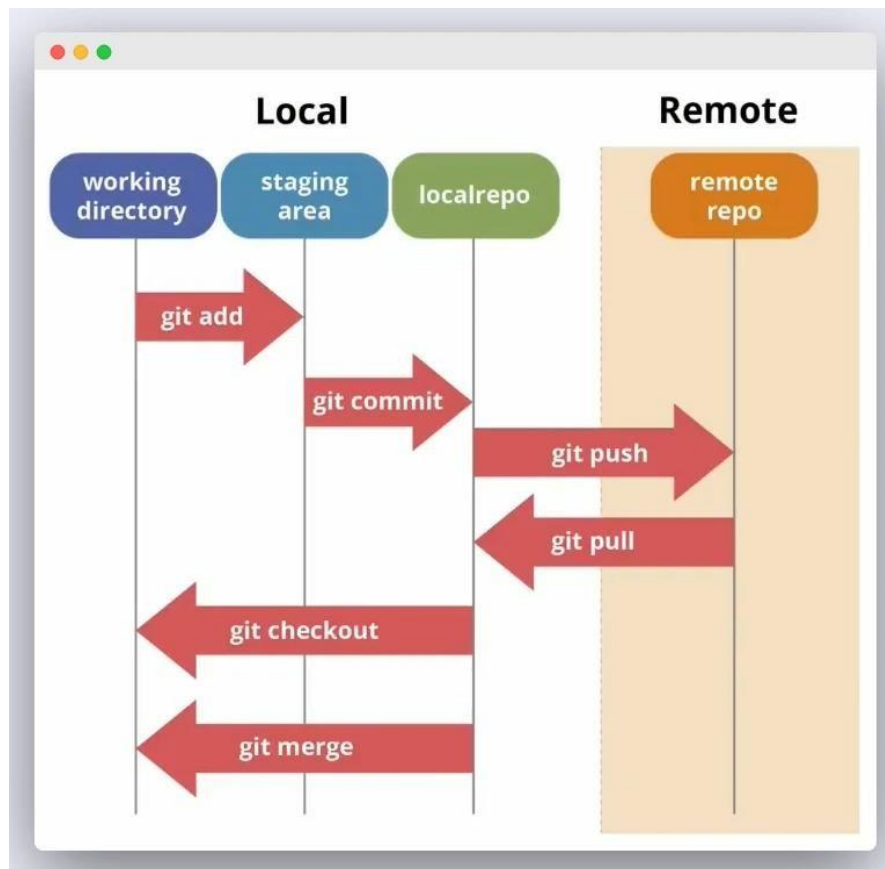 Local
Remote
working
directory
staging
area
localrepo
remote
repo
git add
git commit
git push
git pull
git checkout
git merge